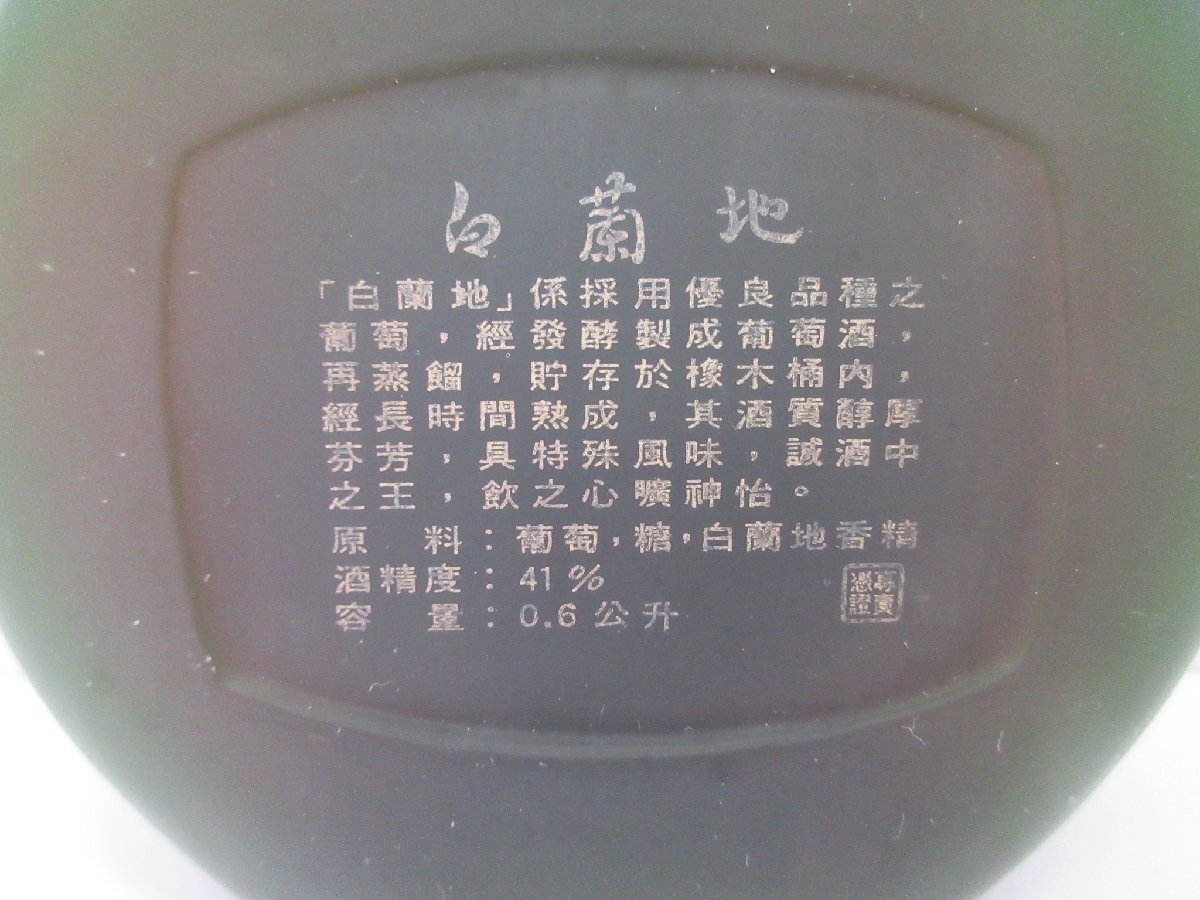 白蘭地
「白蘭地」係採用優良品種之
葡萄，經發酵製成葡萄酒，
再蒸餾，貯存於橡木桶內，
經長時間熟成，其酒質醇厚
芬芳，具特殊風味，誠酒中
之王，飲之心曠神怡。
原　料：葡萄，糖，白蘭地香精
酒精度：41%
容　量：0.6公升
專賣
憑證